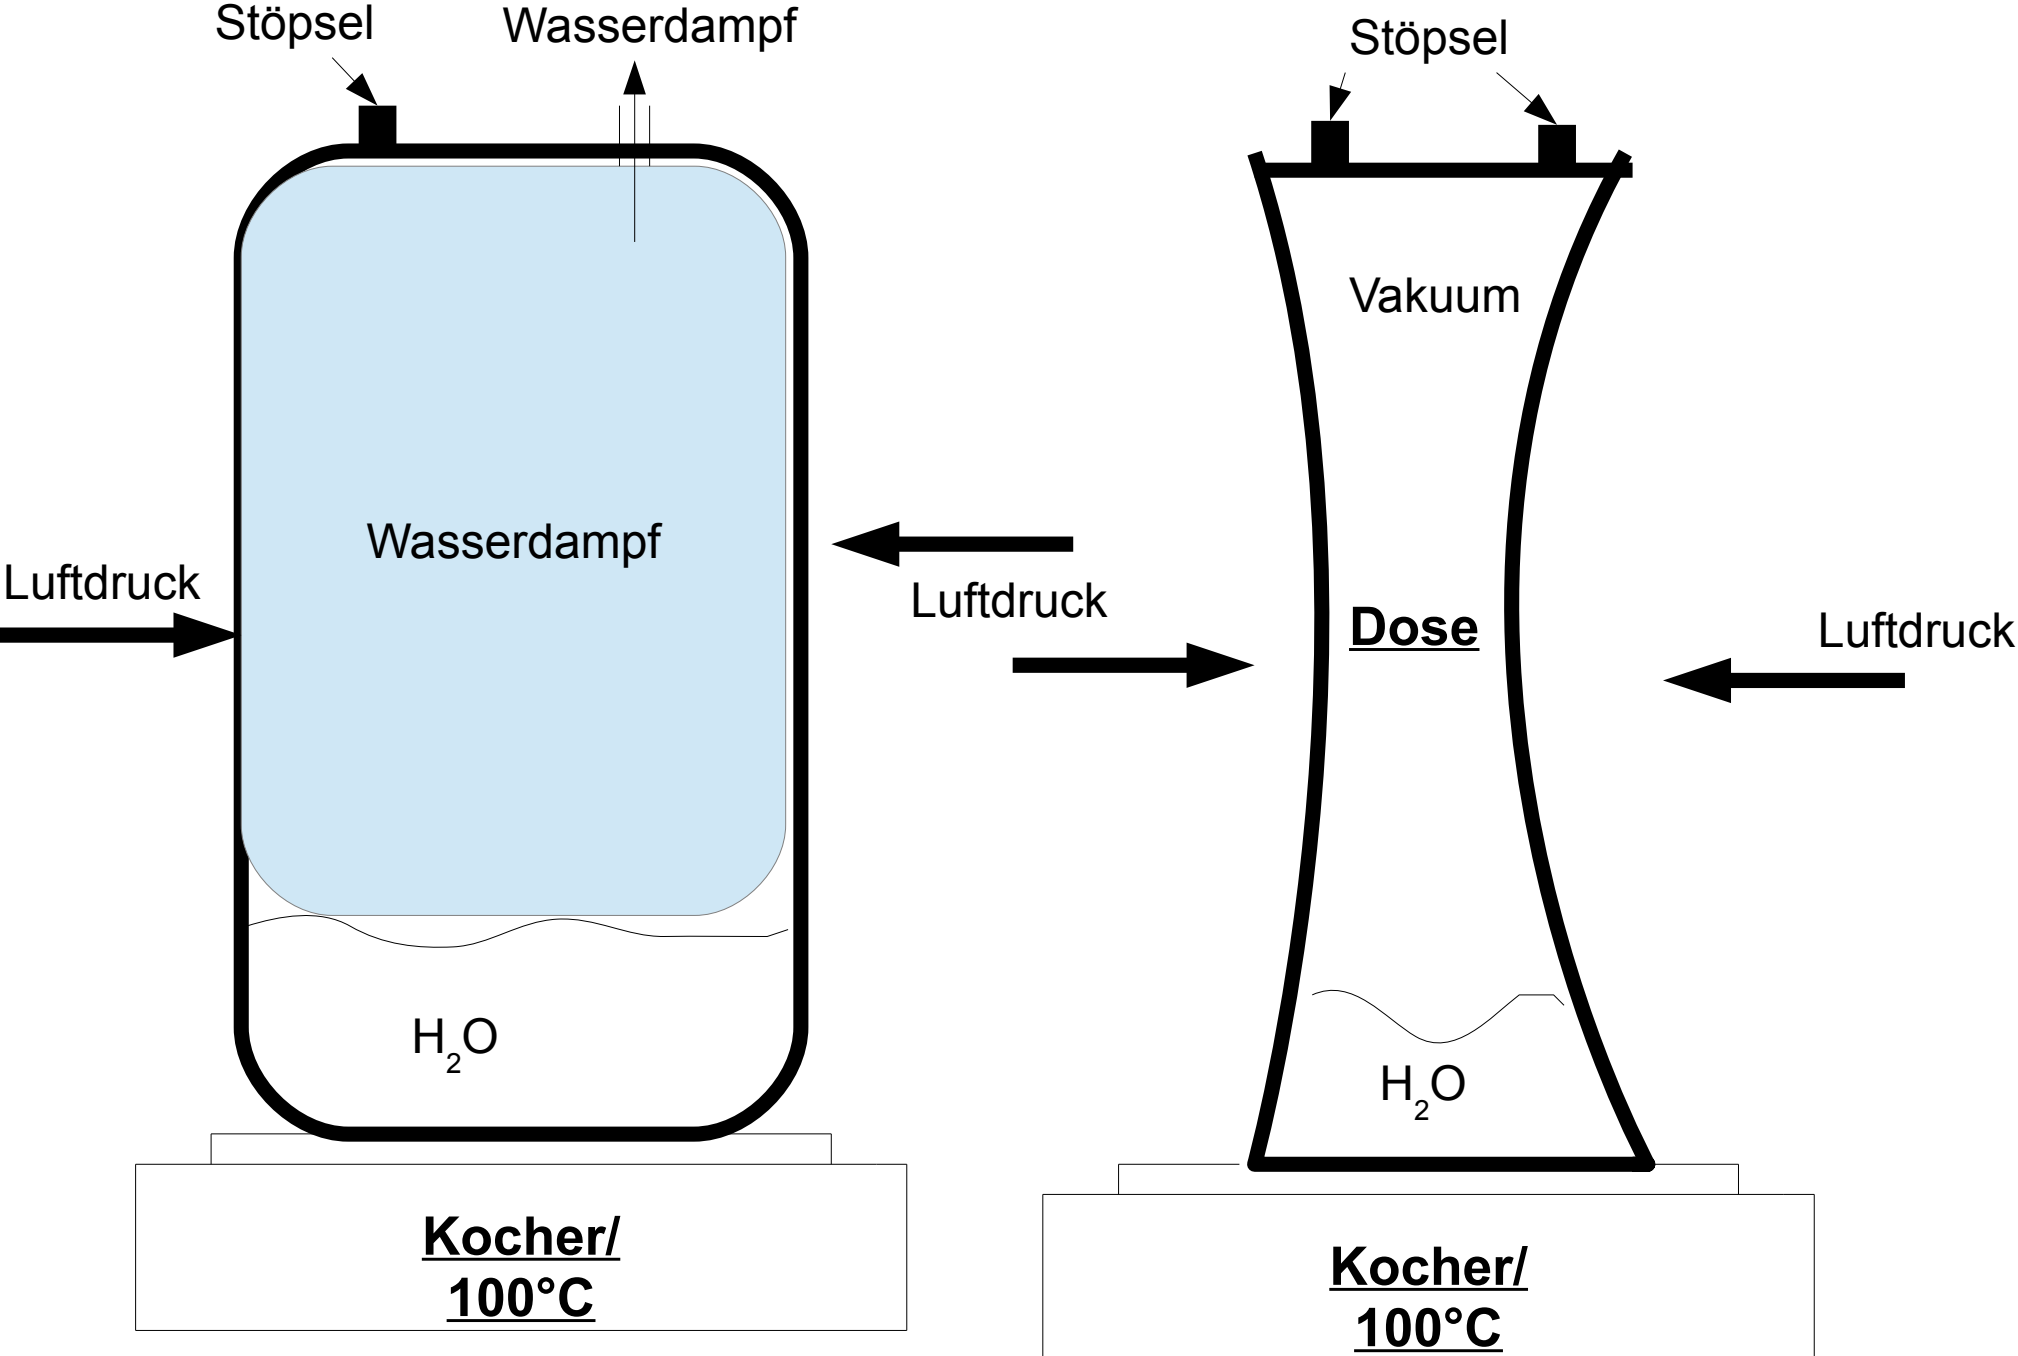 Stöpsel
Wasserdampf
Wasserdampf
Luftdruck
Luftdruck
H₂O
Kocher/
100°C
Stöpsel
Vakuum
Dose
Luftdruck
H₂O
Kocher/
100°C